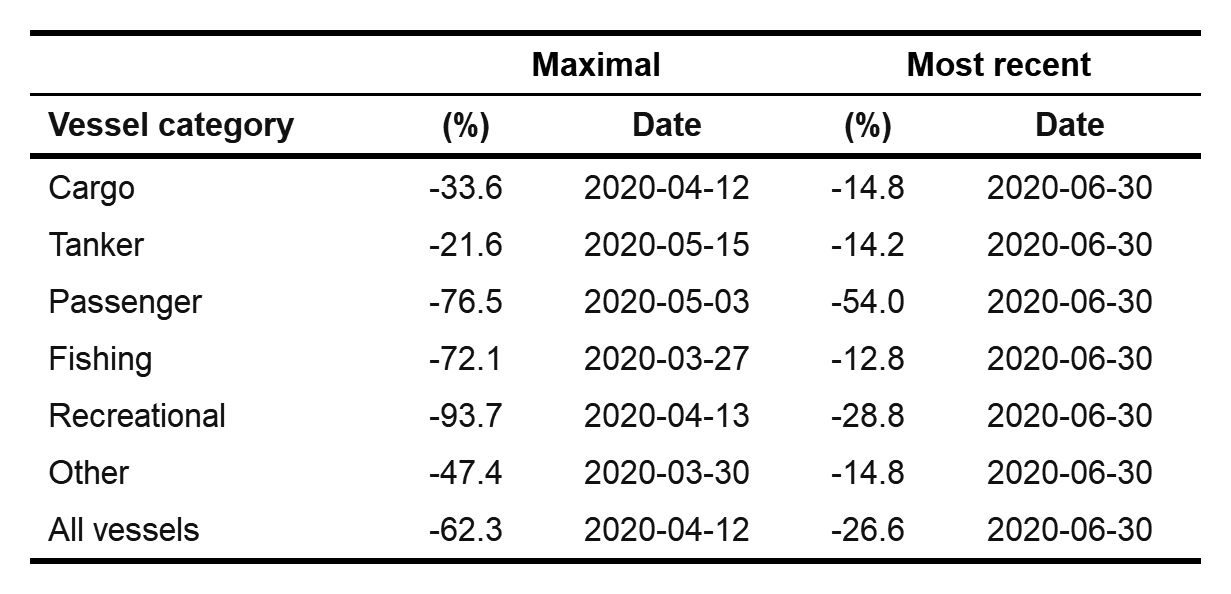 Maximal Most recent
Vessel category (%) Date (%) Date
Cargo -33.6 2020-04-12 -14.8 2020-06-30
Tanker -21.6 2020-05-15 -14.2 2020-06-30
Passenger -76.5 2020-05-03 -54.0 2020-06-30
Fishing -72.1 2020-03-27 -12.8 2020-06-30
Recreational -93.7 2020-04-13 -28.8 2020-06-30
Other -47.4 2020-03-30 -14.8 2020-06-30
All vessels -62.3 2020-04-12 -26.6 2020-06-30